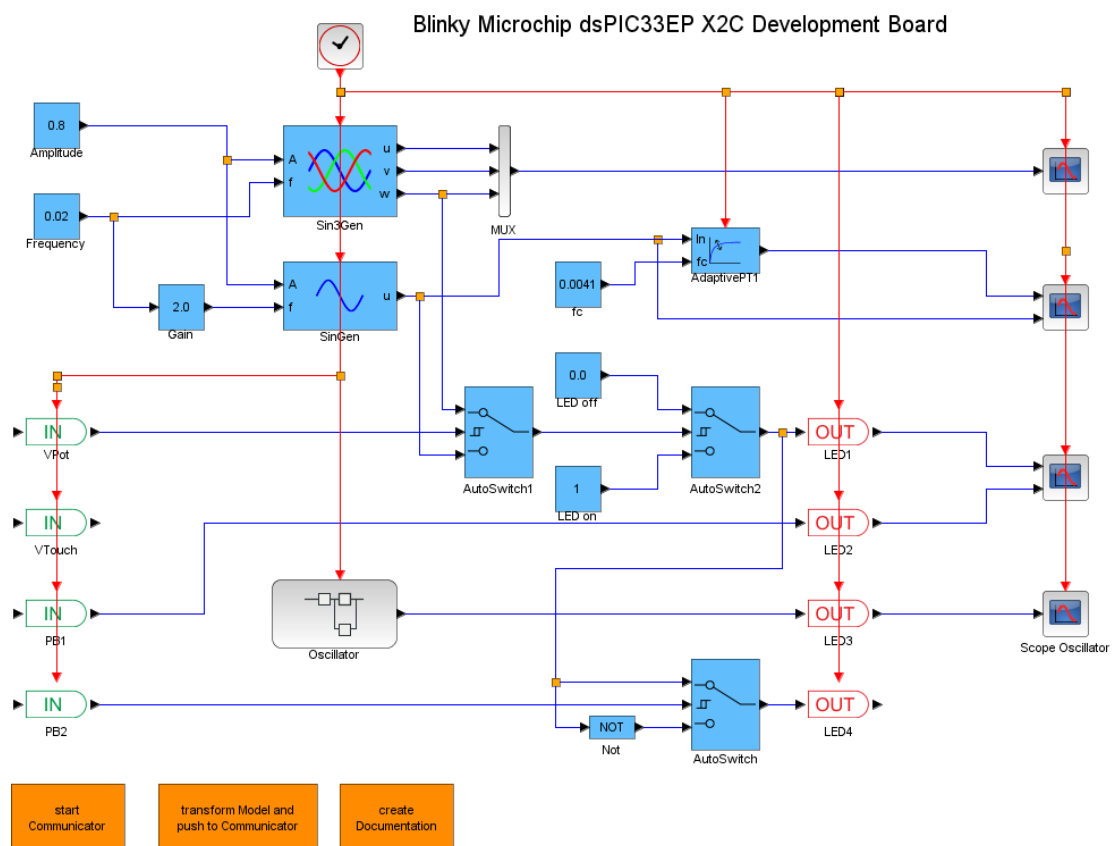 Blinky Microchip dsPIC33EP X2C Development Board
0.8
Amplitude
A
f
u
v
w
Sin3Gen
MUX
0.02
Frequency
In
fc
AdaptivePT1
A
f
u
SinGen
2.0
Gain
0.0041
fc
0.0
LED off
IN
VPot
AutoSwitch1
1
LED on
AutoSwitch2
OUT
LED1
IN
VTouch
OUT
LED2
IN
PB1
Oscillator
OUT
LED3
Scope Oscillator
IN
PB2
NOT
Not
AutoSwitch
OUT
LED4
start
Communicator
transform Model and
push to Communicator
create
Documentation